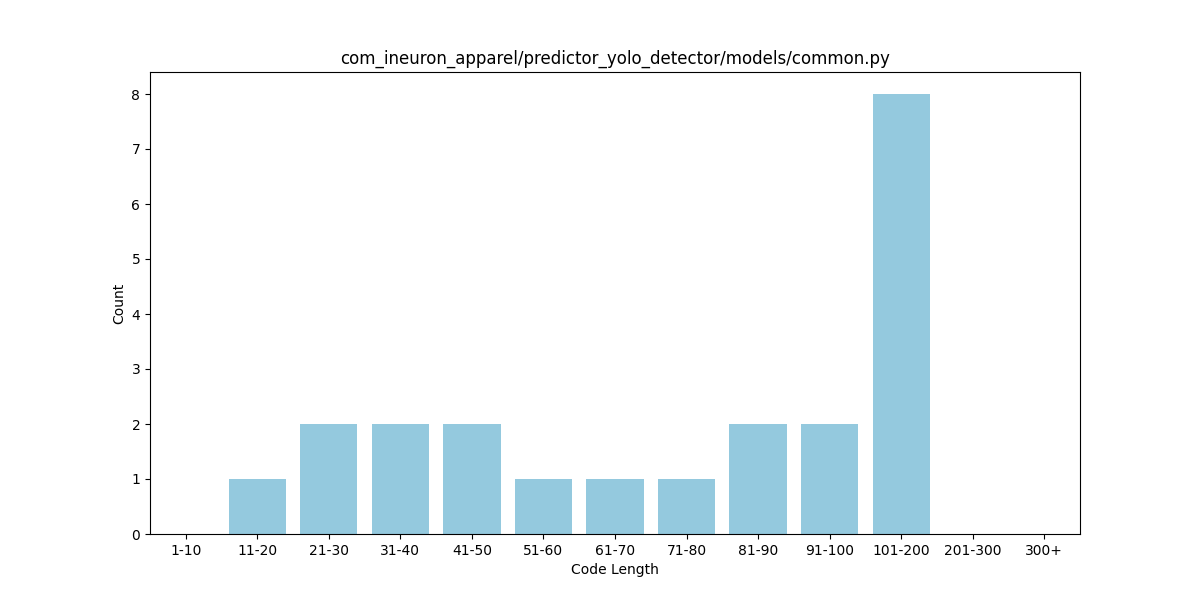 com_ineuron_apparel/predictor_yolo_detector/models/common.py
8
7
6
5
4
3
2
1
0
Count
1-10 11-20 21-30 31-40 41-50 51-60 61-70 71-80 81-90 91-100 101-200 201-300 300+
Code Length